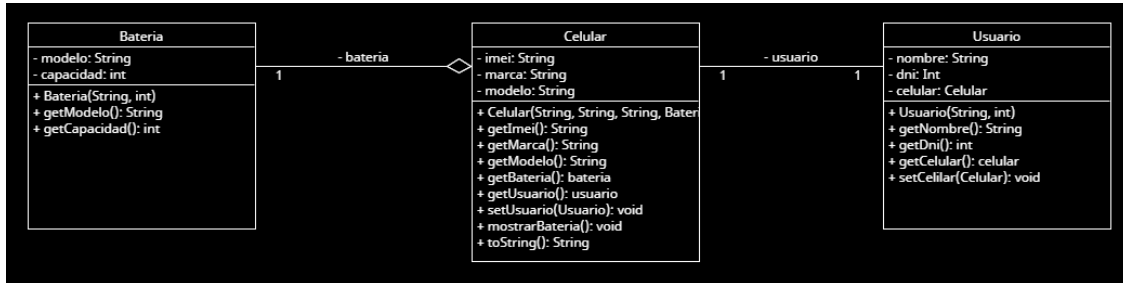 Bateria
- modelo: String
- capacidad: int
+ Bateria(String, int)
+ getModelo(): String
+ getCapacidad(): int
- bateria
1
Celular
- imei: String
- marca: String
- modelo: String
+ Celular(String, String, String, Bateri
+ getImei(): String
+ getMarca(): String
+ getModelo(): String
+ getBateria(): bateria
+ getUsuario(): usuario
+ setUsuario(Usuario): void
+ mostrarBateria(): void
+ toString(): String
- usuario
1
1
Usuario
- nombre: String
- dni: Int
- celular: Celular
+ Usuario(String, int)
+ getNombre(): String
+ getDni(): int
+ getCelular(): celular
+ setCelilar(Celular): void